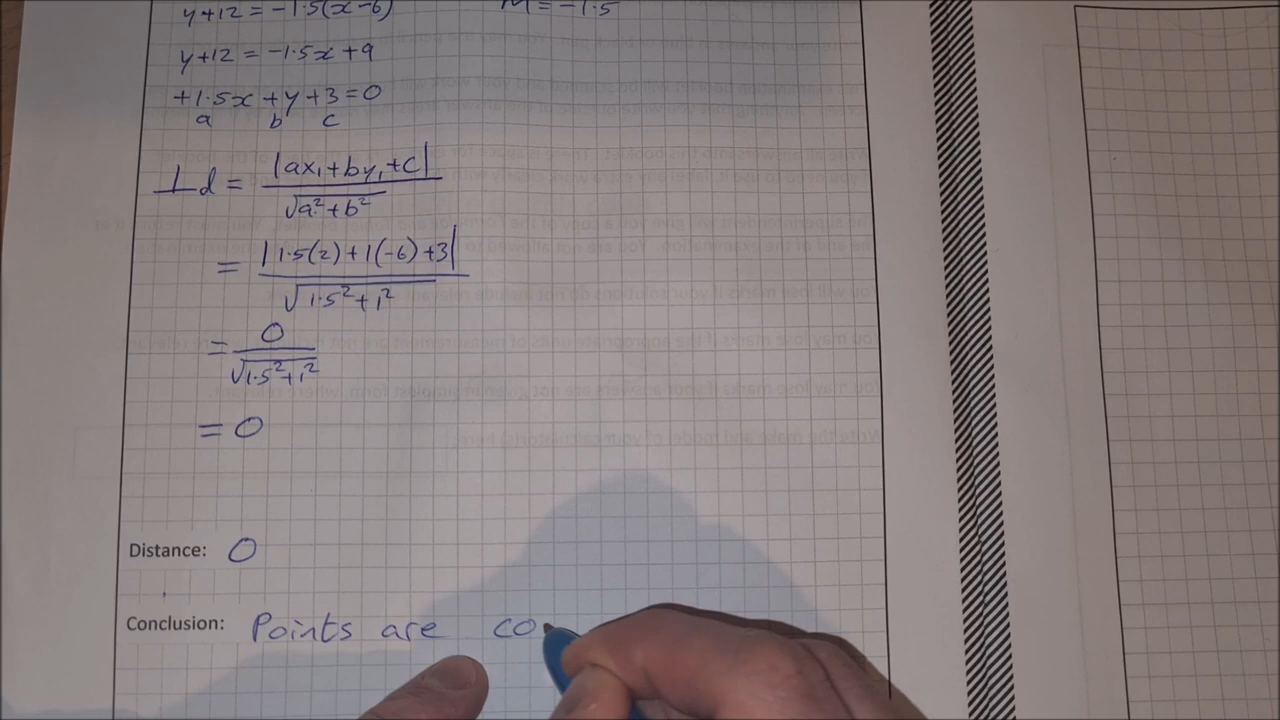 y+12 = -1.5(x-6)
M = -1.5
y+12 = -1.5x+9
+1.5x + y + 3 = 0
a b c
⊥d = |ax₁+by₁+c| / √a²+b²
= |1.5(2)+1(-6)+3| / √1.5²+1²
= 0 / √1.5²+1²
= 0
Distance: 0
Conclusion: Points are co